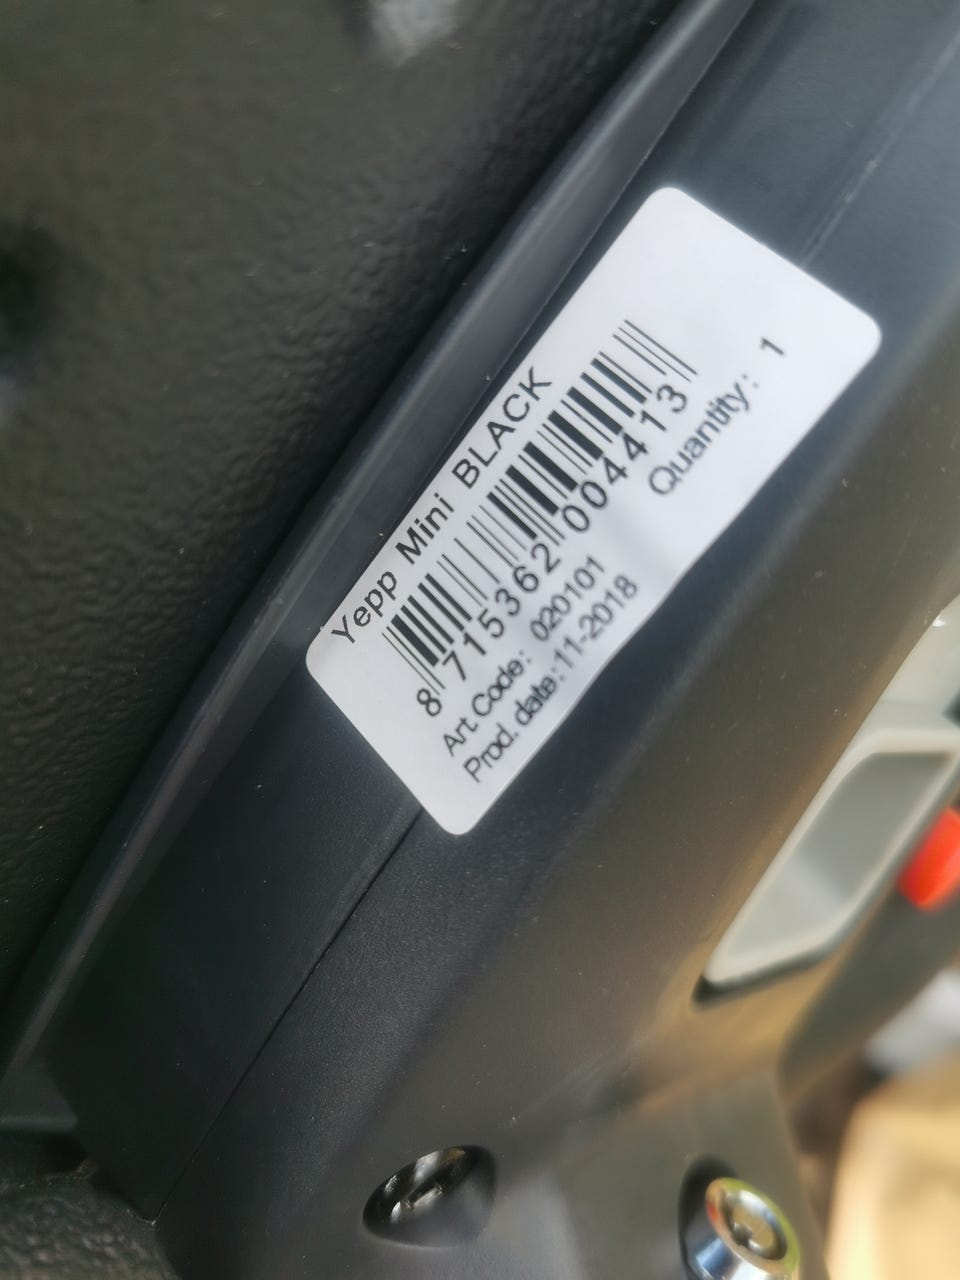 Yepp Mini BLACK
8 715362 004413
Quantity: 1
Art. Code: 020101
Prod. date: 11-2018